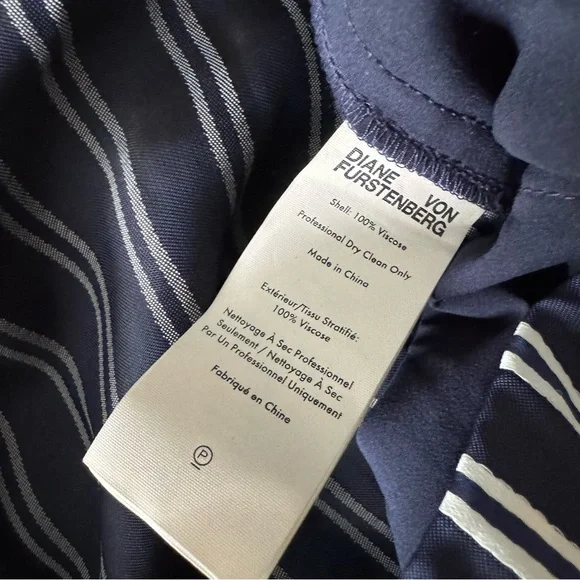 DIANE VON
FURSTENBERG
Shell: 100% Viscose
Professional Dry Clean Only
Made in China
Extérieur/Tissu Stratifié:
100% Viscose
Nettoyage À Sec Professionnel
Seulement / Nettoyage À Sec
Par Un Professionnel Uniquement
Fabriqué en Chine
P